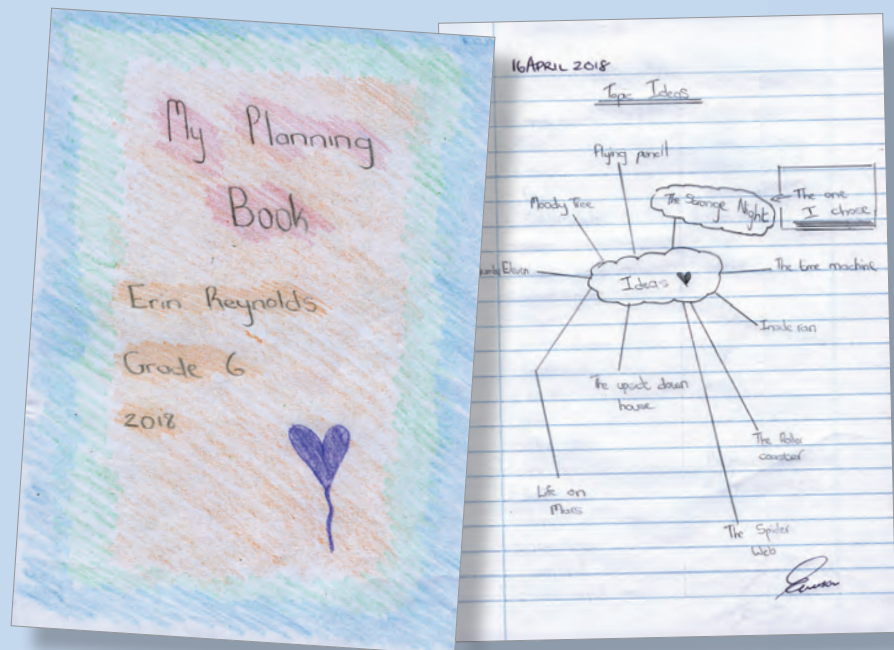 My Planning
Book
Erin Reynolds
Grade 6
2018
16 APRIL 2018
Topic Ideas
Flying pencil
Moody Tree
The Strange Night
The one
I chose
Eleven
Ideas
The time machine
Inside
The upside down
house
The Roller
coaster
Life on
Mars
The Spider
Web